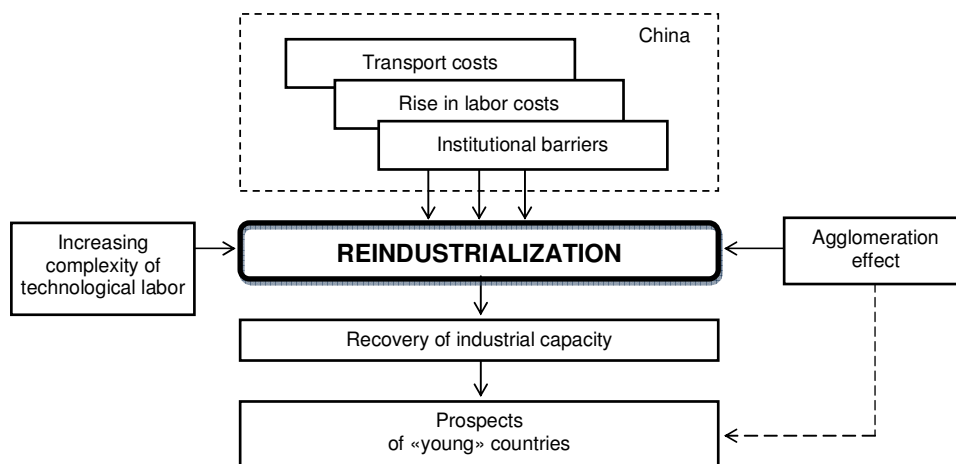 China
Transport costs
Rise in labor costs
Institutional barriers
Increasing
complexity of
technological labor
REINDUSTRIALIZATION
Agglomeration
effect
Recovery of industrial capacity
Prospects
of «young» countries